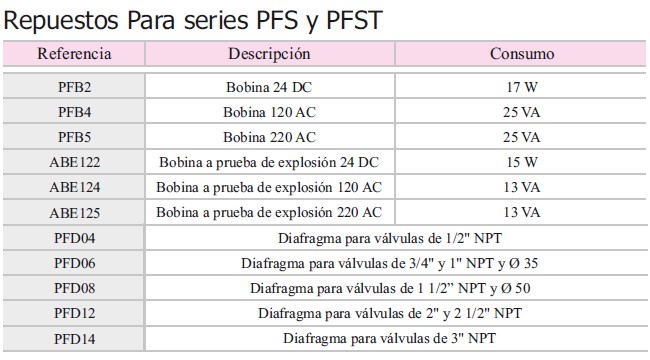 Repuestos Para series PFS y PFST
Referencia Descripción Consumo
PFB2 Bobina 24 DC 17 W
PFB4 Bobina 120 AC 25 VA
PFB5 Bobina 220 AC 25 VA
ABE122 Bobina a prueba de explosión 24 DC 15 W
ABE124 Bobina a prueba de explosión 120 AC 13 VA
ABE125 Bobina a prueba de explosión 220 AC 13 VA
PFD04 Diafragma para válvulas de 1/2" NPT
PFD06 Diafragma para válvulas de 3/4" y 1" NPT y Ø 35
PFD08 Diafragma para válvulas de 1 1/2” NPT y Ø 50
PFD12 Diafragma para válvulas de 2" y 2 1/2" NPT
PFD14 Diafragma para válvulas de 3" NPT